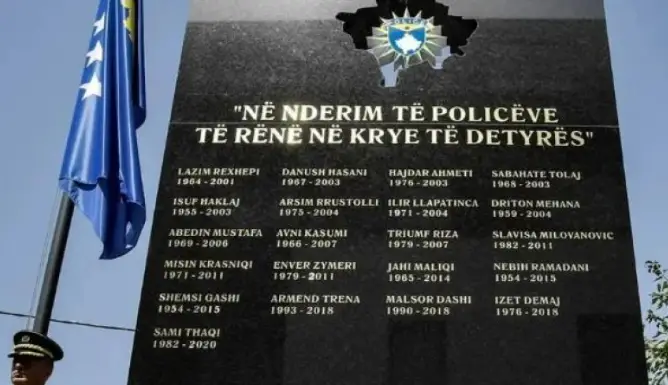 POLICE
"NË NDERIM TË POLICËVE
TË RËNË NË KRYE TË DETYRËS"
LAZIM REXHEPI DANUSH HASANI HAJDAR AHMETI SABAHATE TOLAJ
1964 - 2001 1967 - 2003 1976 - 2003 1968 - 2003
ISUF HAKLAJ ARSIM RRUSTOLLI ILIR LLAPATINCA DRITON MEHANA
1955 - 2003 1975 - 2004 1971 - 2004 1959 - 2004
ABEDIN MUSTAFA AVNI KASUMI TRIUMF RIZA SLAVISA MILOVANOVIC
1969 - 2006 1966 - 2007 1979 - 2007 1982 - 2011
MISIN KRASNIQI ENVER ZYMERI JAHI MALIQI NEBIH RAMADANI
1971 - 2011 1979 - 2011 1965 - 2014 1954 - 2015
SHEMSI GASHI ARMEND TRENA MALSOR DASHI IZET DEMAJ
1954 - 2015 1993 - 2018 1990 - 2018 1976 - 2018
SAMI THAQI
1982 - 2020